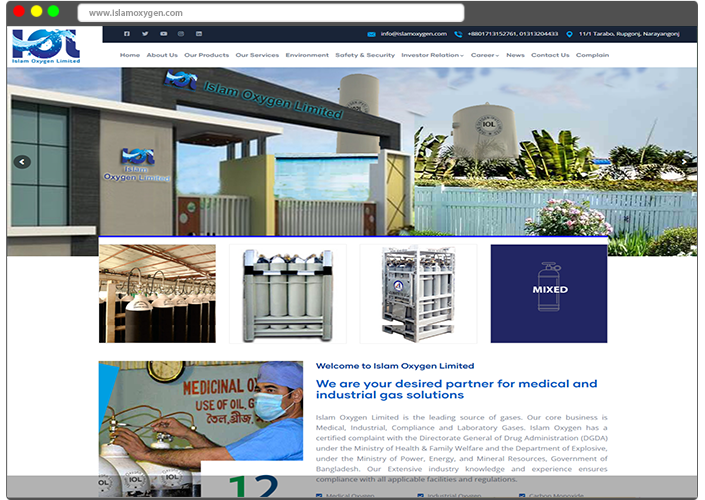 www.islamoxygen.com
IOL
Islam Oxygen Limited
info@islamoxygen.com +8801713152761, 01313204433 11/1 Tarabo, Rupgonj, Narayangonj
Home About Us Our Products Our Services Environment Safety & Security Investor Relation Career News Contact Us Complain
Islam Oxygen Limited
IOL
IOL
Islam
Oxygen Limited
MIXED
Welcome to Islam Oxygen Limited
We are your desired partner for medical and
industrial gas solutions
MEDICINAL
USE OF OIL, G
তৈল, গ্রীজ,
Islam Oxygen Limited is the leading source of gases. Our core business is
Medical, Industrial, Compliance and Laboratory Gases. Islam Oxygen has a
certified complaint with the Directorate General of Drug Administration (DGDA)
under the Ministry of Health & Family Welfare and the Department of Explosive,
under the Ministry of Power, Energy, and Mineral Resources, Government of
Bangladesh. Our Extensive industry knowledge and experience ensures
compliance with all applicable facilities and regulations.
IOL
IOL
12
Medical Oxygen Industrial Oxygen Carbon Monoxide